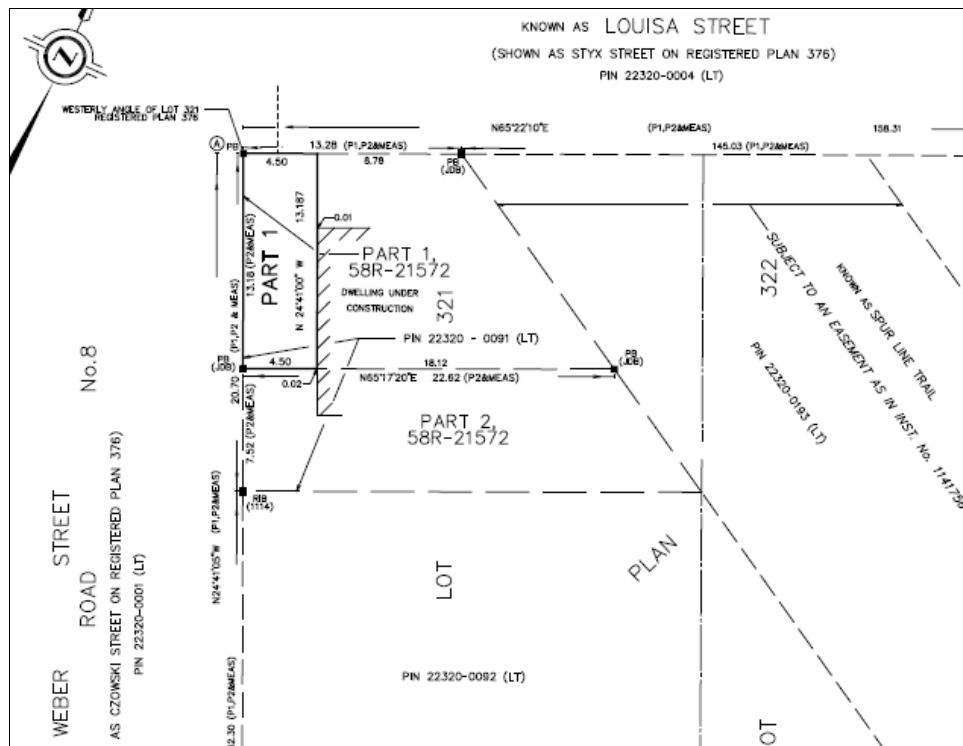 KNOWN AS LOUISA STREET
(SHOWN AS STYX STREET ON REGISTERED PLAN 376)
PIN 22320-0004 (LT)
WESTERLY ANGLE OF LOT 321
REGISTERED PLAN 376
N65°22'10"E (P1,P2&MEAS) 158.31
A PB
13.28 (P1,P2&MEAS)
145.03 (P1,P2&MEAS)
4.50
8.78
PB
(JDB)
13.18 (P2&MEAS)
PART 1
13.187
N 24°41'00" W
0.01
PART 1,
58R-21572
DWELLING UNDER
CONSTRUCTION
321
322
SUBJECT TO AN EASEMENT AS IN INST. No. 1141756
KNOWN AS SPUR LINE TRAIL
PIN 22320-0193 (LT)
(P1,P2 & MEAS)
20.70
PIN 22320 - 0091 (LT)
PB
(JDB)
4.50
18.12
PB
(JDB)
0.02
N65°17'20"E 22.62 (P2&MEAS)
7.52 (P2&MEAS)
PART 2,
58R-21572
RIB
(1114)
N24°41'05"W (P1,P2&MEAS)
LOT
PLAN
PIN 22320-0092 (LT)
LOT
WEBER STREET
ROAD No.8
AS CZOWSKI STREET ON REGISTERED PLAN 376)
PIN 22320-0001 (LT)
2.30 (P1,P2&MEAS)